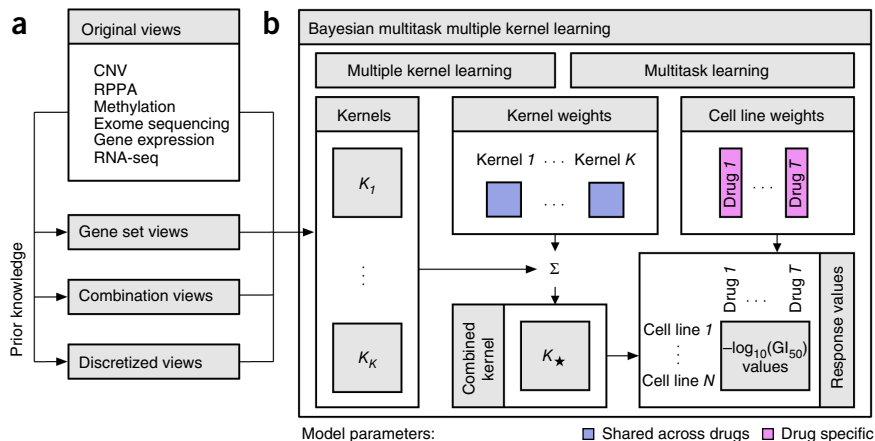 a
Original views
CNV
RPPA
Methylation
Exome sequencing
Gene expression
RNA-seq
Prior knowledge
Gene set views
Combination views
Discretized views
b
Bayesian multitask multiple kernel learning
Multiple kernel learning
Multitask learning
Kernels
K1
⋮
KK
Kernel weights
Kernel 1 . . . Kernel K
. . .
Σ
Combined kernel
K★
Cell line weights
Drug 1 . . . Drug T
Drug 1 . . . Drug T
Cell line 1
⋮
Cell line N
–log10(GI50)
values
Response values
Model parameters:
Shared across drugs
Drug specific